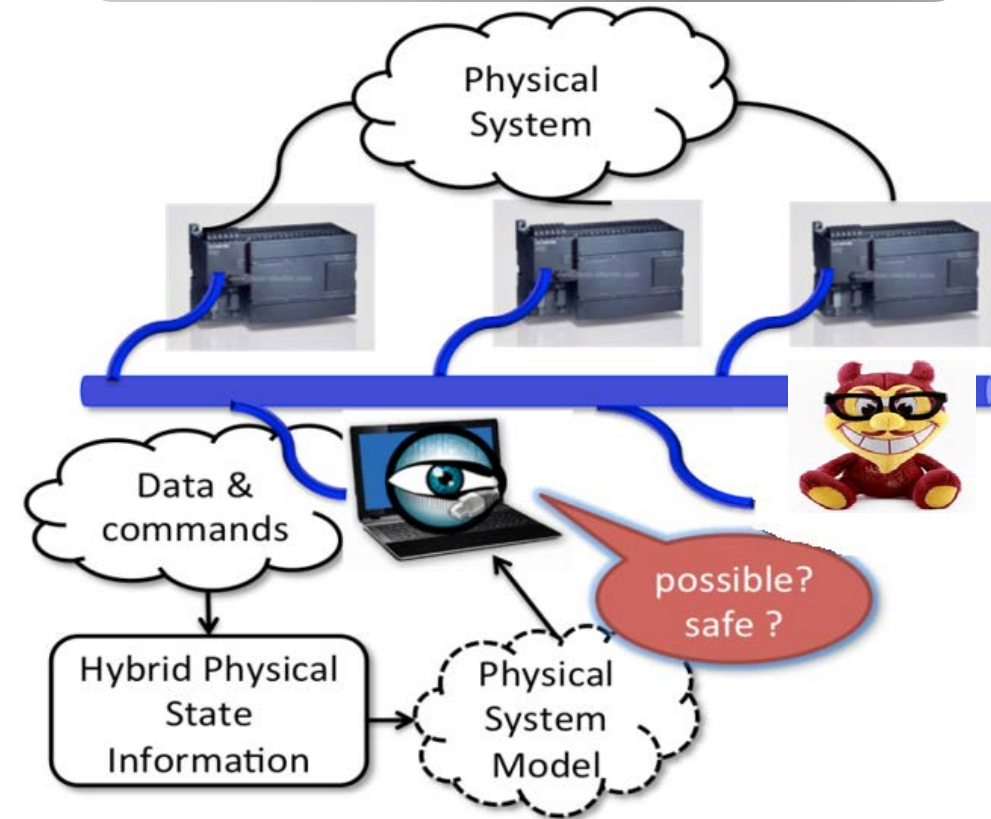 Physical
System
Data &
commands
possible?
safe ?
Hybrid Physical
State
Information
Physical
System
Model